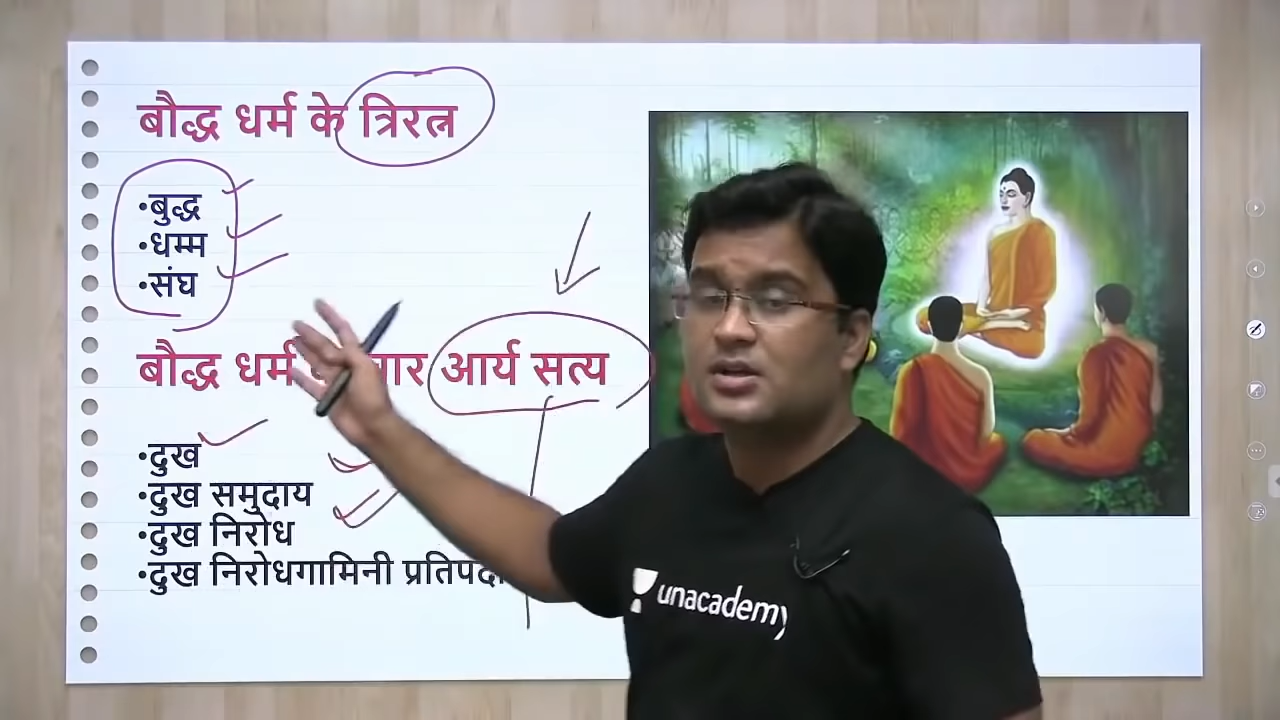 बौद्ध धर्म के त्रिरत्न
•बुद्ध
•धम्म
•संघ
बौद्ध धर्म आर्य सत्य
•दुख
•दुख समुदाय
•दुख निरोध
•दुख निरोधगामिनी प्रतिपदा
unacademy